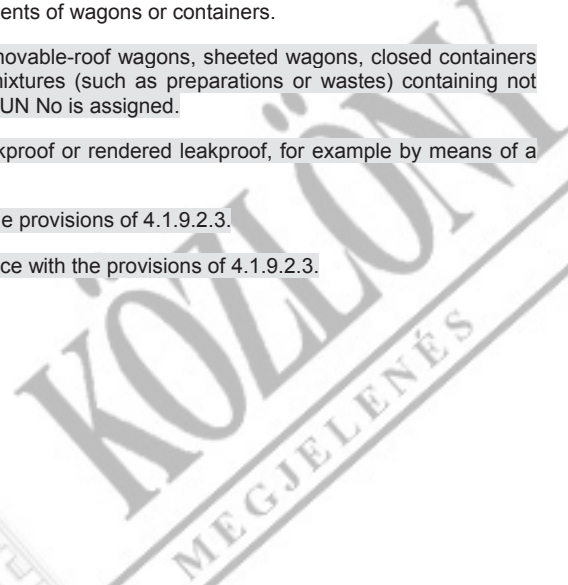 ents of wagons or containers.
movable-roof wagons, sheeted wagons, closed containers
mixtures (such as preparations or wastes) containing not
UN No is assigned.
kproof or rendered leakproof, for example by means of a
e provisions of 4.1.9.2.3.
ce with the provisions of 4.1.9.2.3.
KÖZLÖNY
MEGJELENÉS